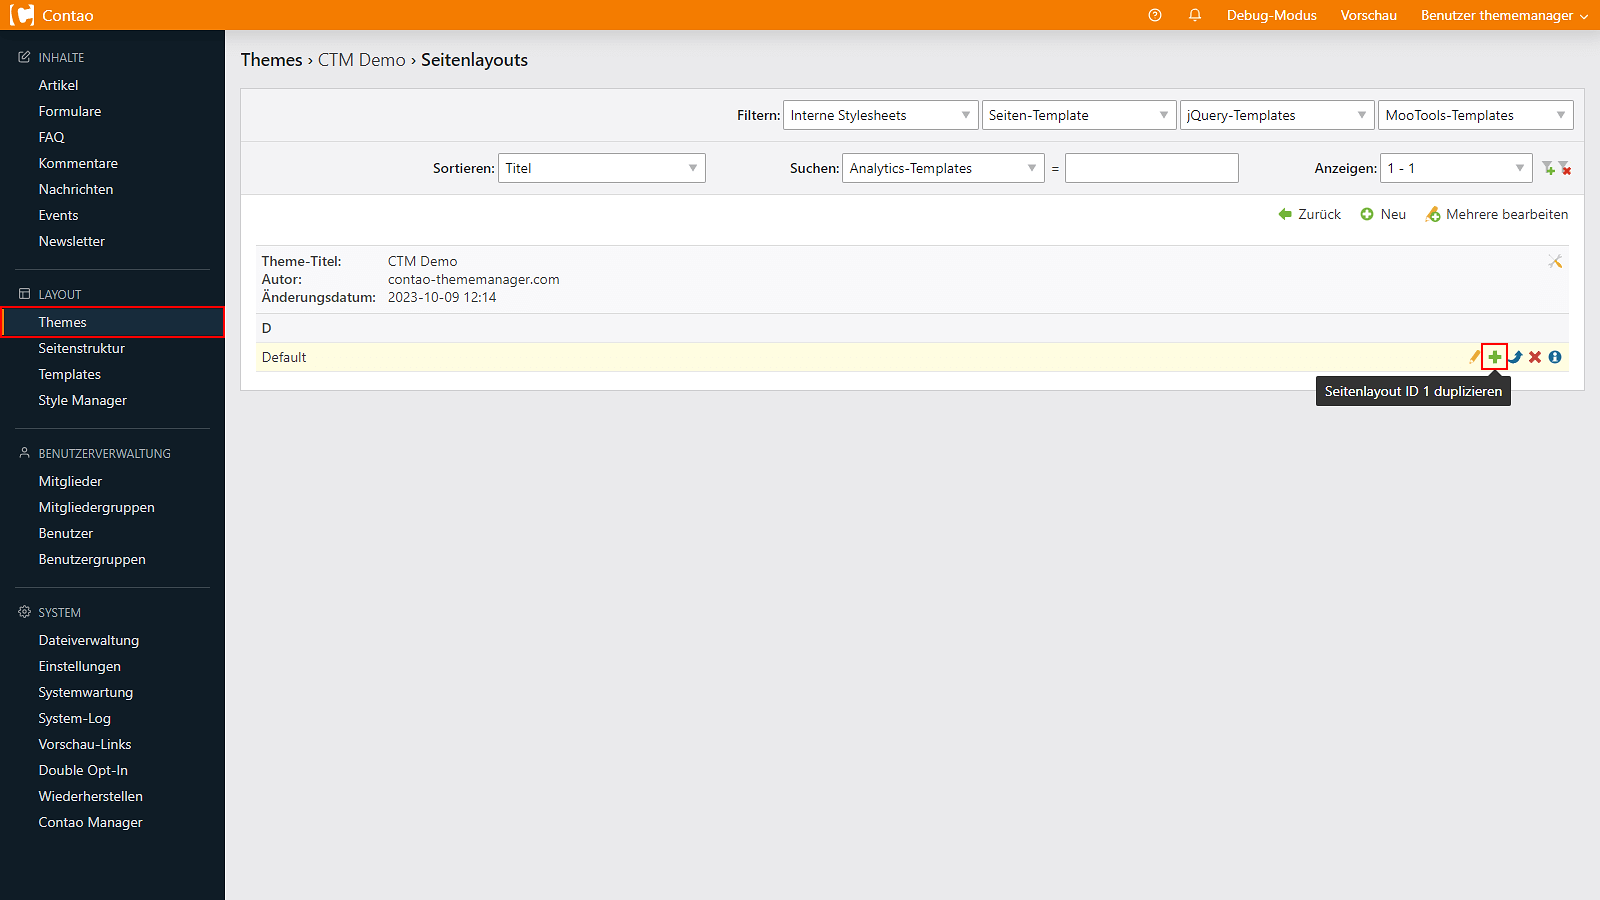 Contao
Debug-Modus
Vorschau
Benutzer thememanager
INHALTE
Artikel
Formulare
FAQ
Kommentare
Nachrichten
Events
Newsletter
LAYOUT
Themes
Seitenstruktur
Templates
Style Manager
BENUTZERVERWALTUNG
Mitglieder
Mitgliedergruppen
Benutzer
Benutzergruppen
SYSTEM
Dateiverwaltung
Einstellungen
Systemwartung
System-Log
Vorschau-Links
Double Opt-In
Wiederherstellen
Contao Manager
Themes › CTM Demo › Seitenlayouts
Filtern: Interne Stylesheets Seiten-Template jQuery-Templates MooTools-Templates
Sortieren: Titel Suchen: Analytics-Templates = Anzeigen: 1 - 1
Zurück Neu Mehrere bearbeiten
Theme-Titel: CTM Demo
Autor: contao-thememanager.com
Änderungsdatum: 2023-10-09 12:14
D
Default
Seitenlayout ID 1 duplizieren